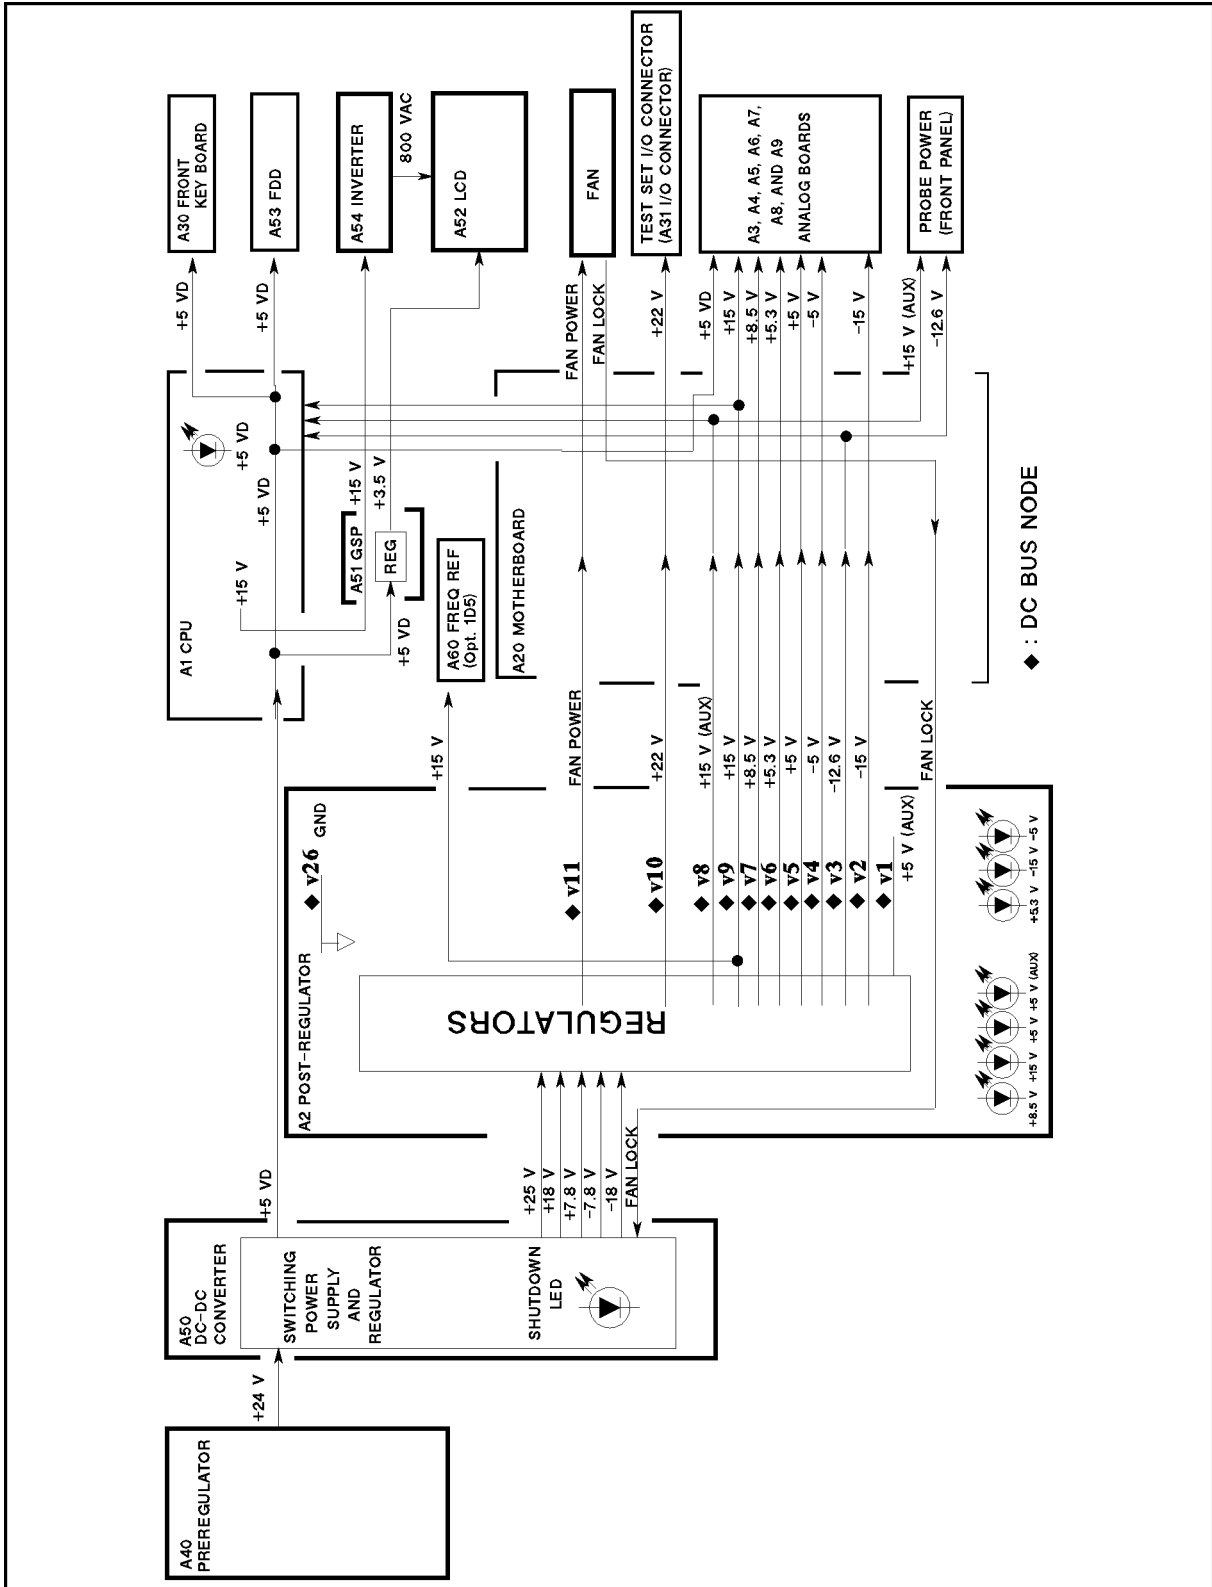 A40
PREREGULATOR
+24 V
A50
DC-DC
CONVERTER
SWITCHING
POWER
SUPPLY
AND
REGULATOR
SHUTDOWN
LED
+5 VD
+25 V
+18 V
+7.8 V
-7.8 V
-18 V
FAN LOCK
A2 POST-REGULATOR
◆ v26
GND
REGULATORS
◆ v11
◆ v10
◆ v8
◆ v9
◆ v7
◆ v6
◆ v5
◆ v4
◆ v3
◆ v2
◆ v1
+8.5 V +15 V +5 V +5 V (AUX)
+5.3 V -15 V -5 V
+15 V
FAN POWER
+22 V
+15 V (AUX)
+15 V
+8.5 V
+5.3 V
+5 V
-5 V
-12.6 V
-15 V
+5 V (AUX)
FAN LOCK
A1 CPU
+15 V
+5 VD
+5 VD
A51 GSP
REG
+5 VD
+15 V
+3.5 V
A60 FREQ REF
(Opt. 1D5)
A20 MOTHERBOARD
+5 VD
+5 VD
FAN POWER
FAN LOCK
+22 V
+5 VD
+15 V
+8.5 V
+5.3 V
+5 V
-5 V
-15 V
+15 V (AUX)
-12.6 V
A30 FRONT
KEY BOARD
A53 FDD
A54 INVERTER
800 VAC
A52 LCD
FAN
TEST SET I/O CONNECTOR
(A31 I/O CONNECTOR)
A3, A4, A5, A6, A7,
A8, AND A9
ANALOG BOARDS
PROBE POWER
(FRONT PANEL)
◆ : DC BUS NODE